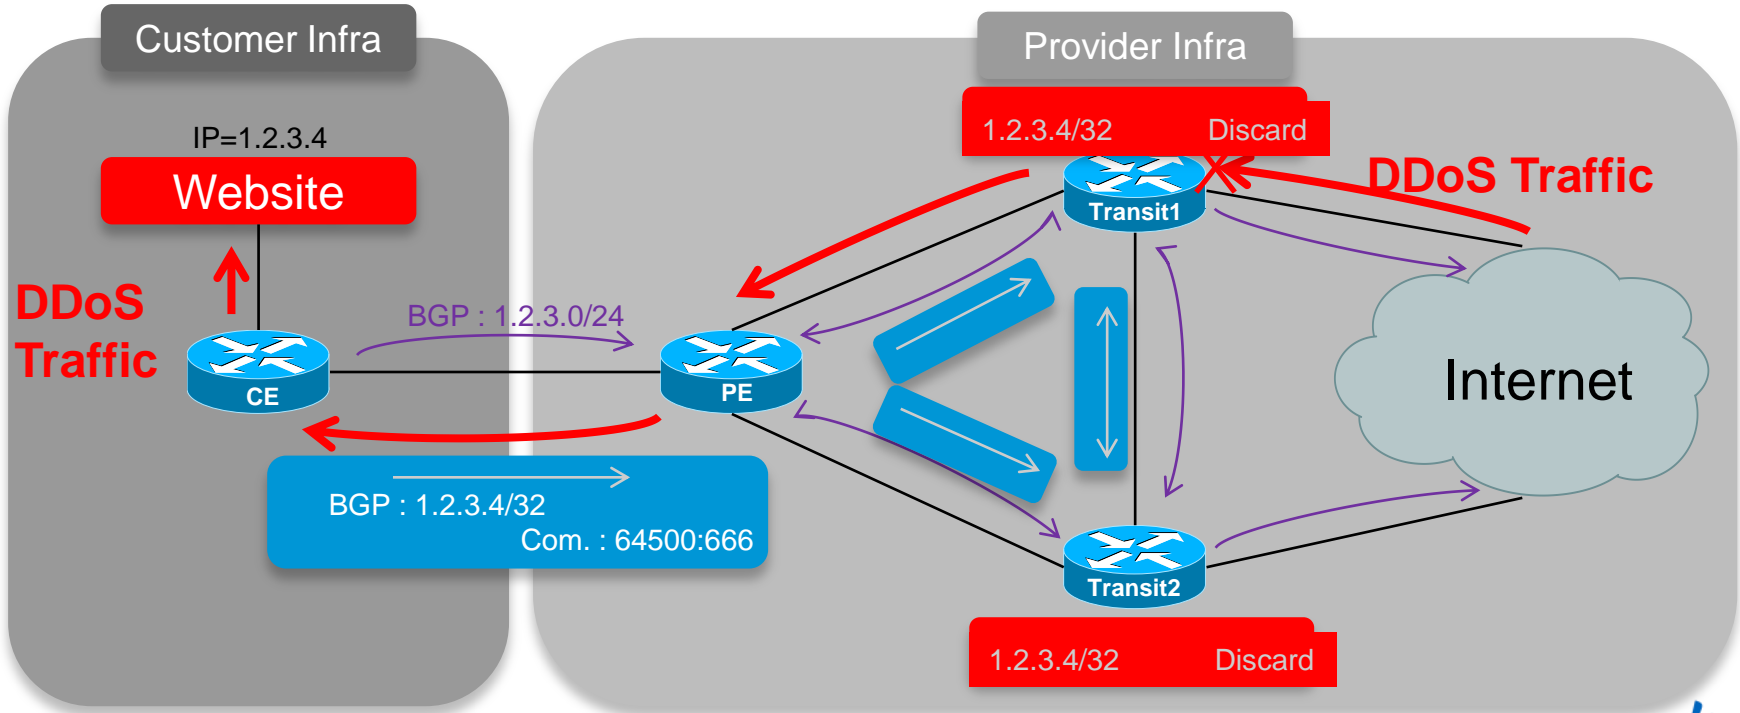 Customer Infra
Provider Infra
IP=1.2.3.4
Website
1.2.3.4/32 Discard
DDoS Traffic
Transit1
DDoS
Traffic
BGP : 1.2.3.0/24
CE
PE
Internet
BGP : 1.2.3.4/32
Com. : 64500:666
Transit2
1.2.3.4/32 Discard